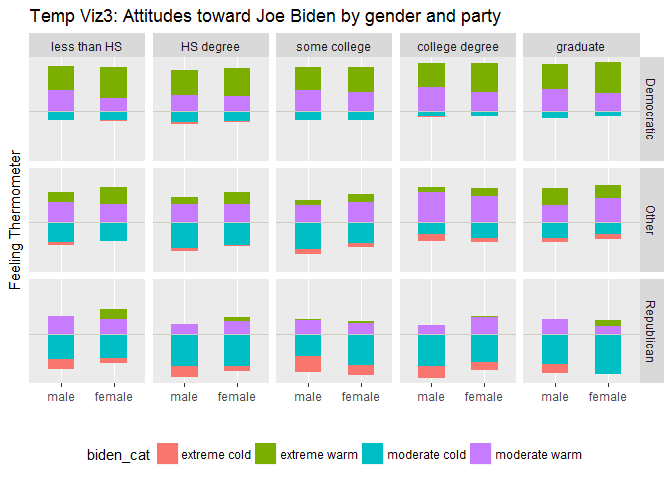 Temp Viz3: Attitudes toward Joe Biden by gender and party
less than HS HS degree some college college degree graduate
Democratic
Other
Republican
Feeling Thermometer
male female male female male female male female male female
biden_cat extreme cold extreme warm moderate cold moderate warm